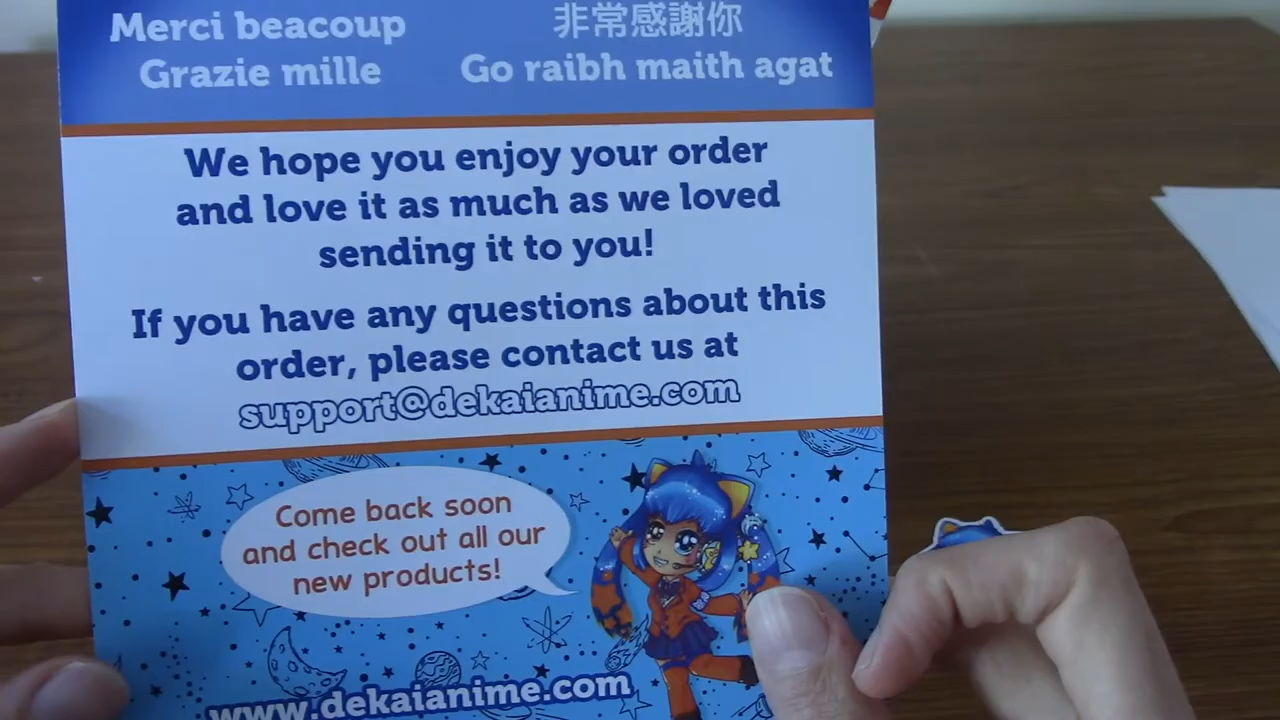 Merci beacoup
Grazie mille
非常感謝你
Go raibh maith agat
We hope you enjoy your order
and love it as much as we loved
sending it to you!
If you have any questions about this
order, please contact us at
support@dekaianime.com
Come back soon
and check out all our
new products!
www.dekaianime.com